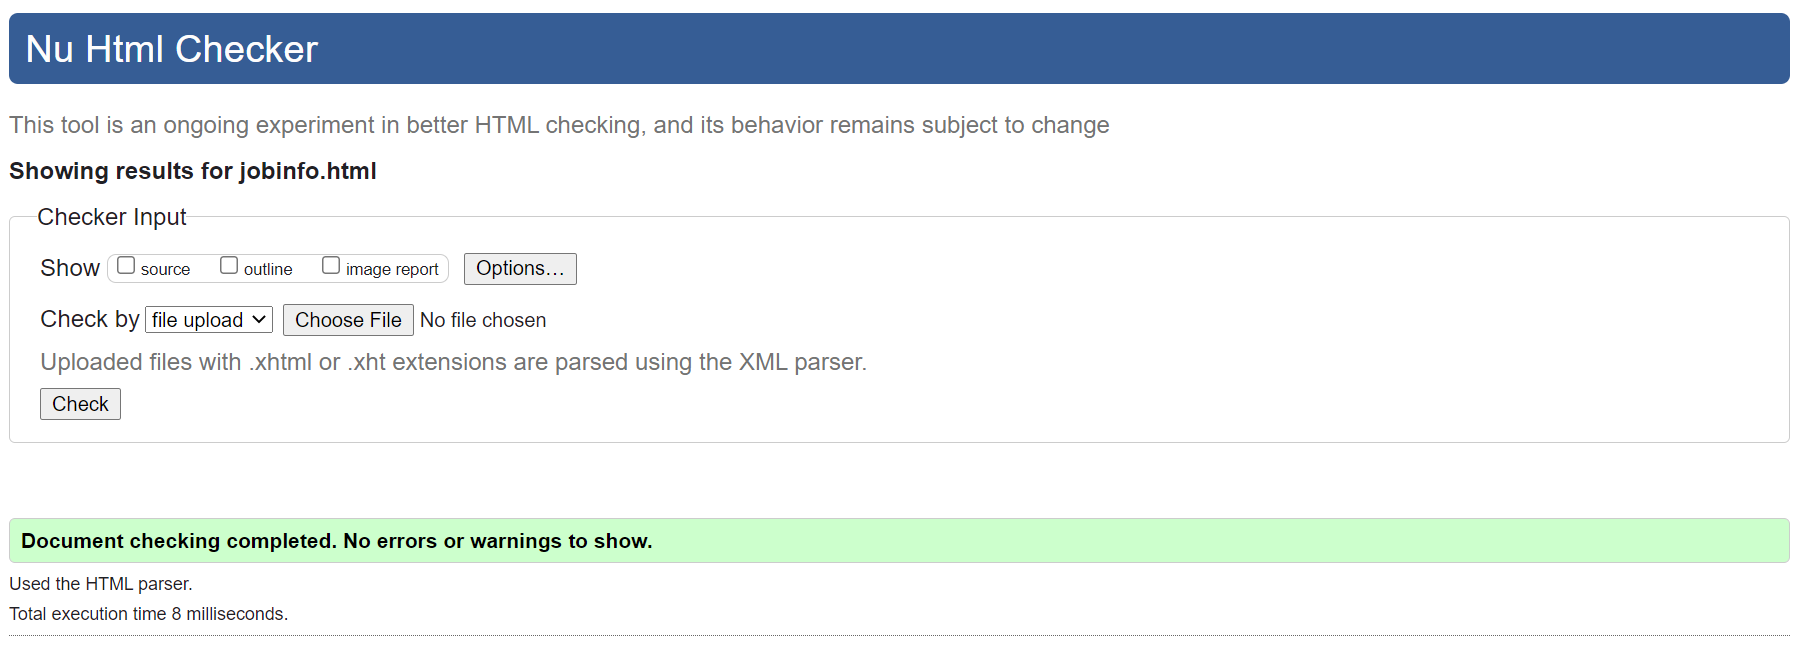 Nu Html Checker
This tool is an ongoing experiment in better HTML checking, and its behavior remains subject to change
Showing results for jobinfo.html
Checker Input
Show source outline image report Options…
Check by file upload Choose File No file chosen
Uploaded files with .xhtml or .xht extensions are parsed using the XML parser.
Check
Document checking completed. No errors or warnings to show.
Used the HTML parser.
Total execution time 8 milliseconds.